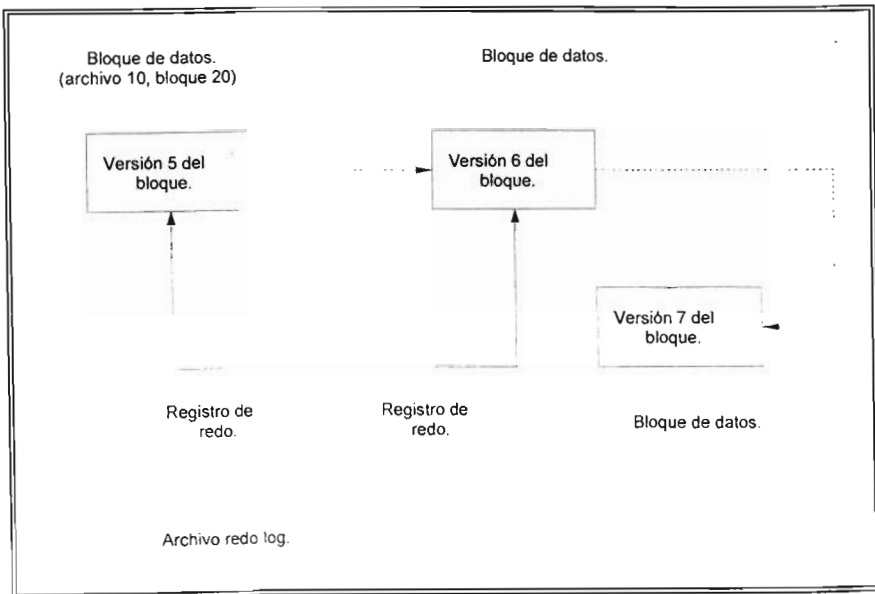 Bloque de datos.
(archivo 10, bloque 20)
Bloque de datos.
Versión 5 del
bloque.
Versión 6 del
bloque.
Versión 7 del
bloque.
Registro de
redo.
Registro de
redo.
Bloque de datos.
Archivo redo log.